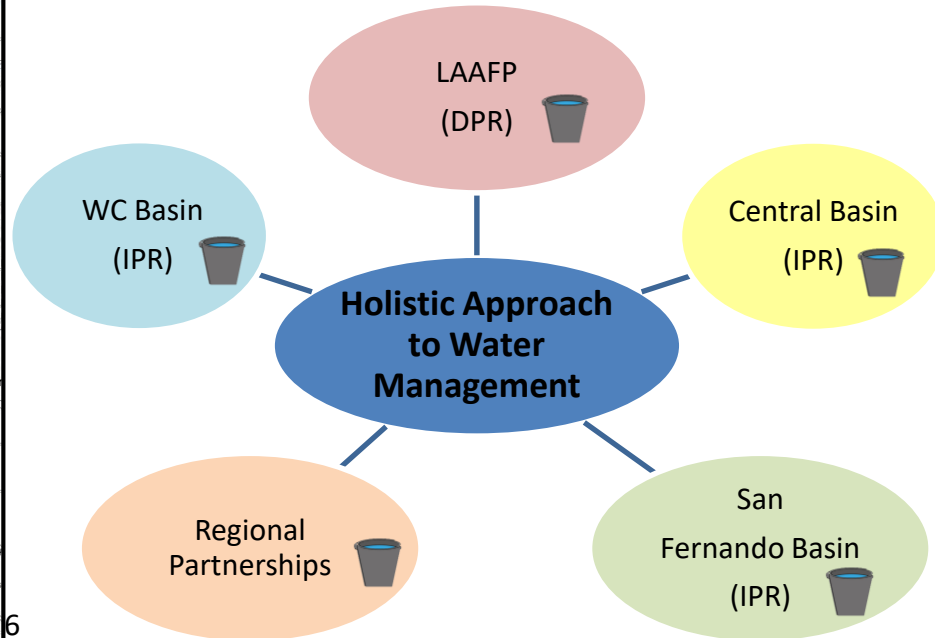 LAAFP
(DPR)
WC Basin
(IPR)
Central Basin
(IPR)
Holistic Approach
to Water
Management
Regional
Partnerships
San
Fernando Basin
(IPR)
6